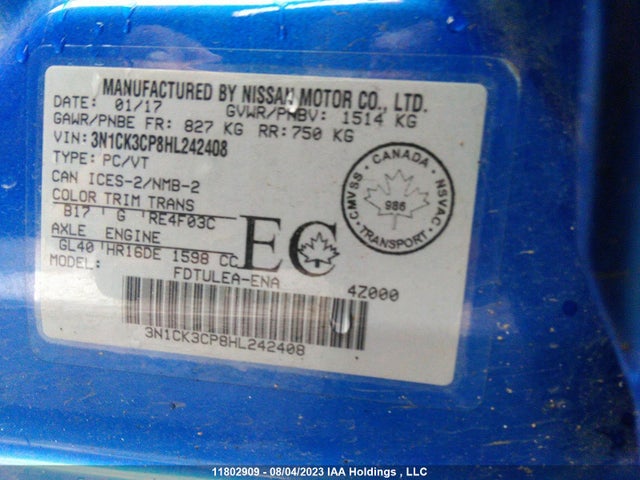 MANUFACTURED BY NISSAN MOTOR CO., LTD.
DATE: 01/17 GVWR/PNBV: 1514 KG
GAWR/PNBE FR: 827 KG RR: 750 KG
VIN: 3N1CK3CP8HL242408
TYPE: PC/VT
CAN ICES-2/NMB-2
COLOR TRIM TRANS
B17 G RE4F03C
AXLE ENGINE
GL40 HR16DE 1598 CC
MODEL: FDTULEA-ENA
EC
4Z000
CANADA
CMVSS NSVAC
986
TRANSPORT
3N1CK3CP8HL242408
11802909 - 08/04/2023 IAA Holdings , LLC